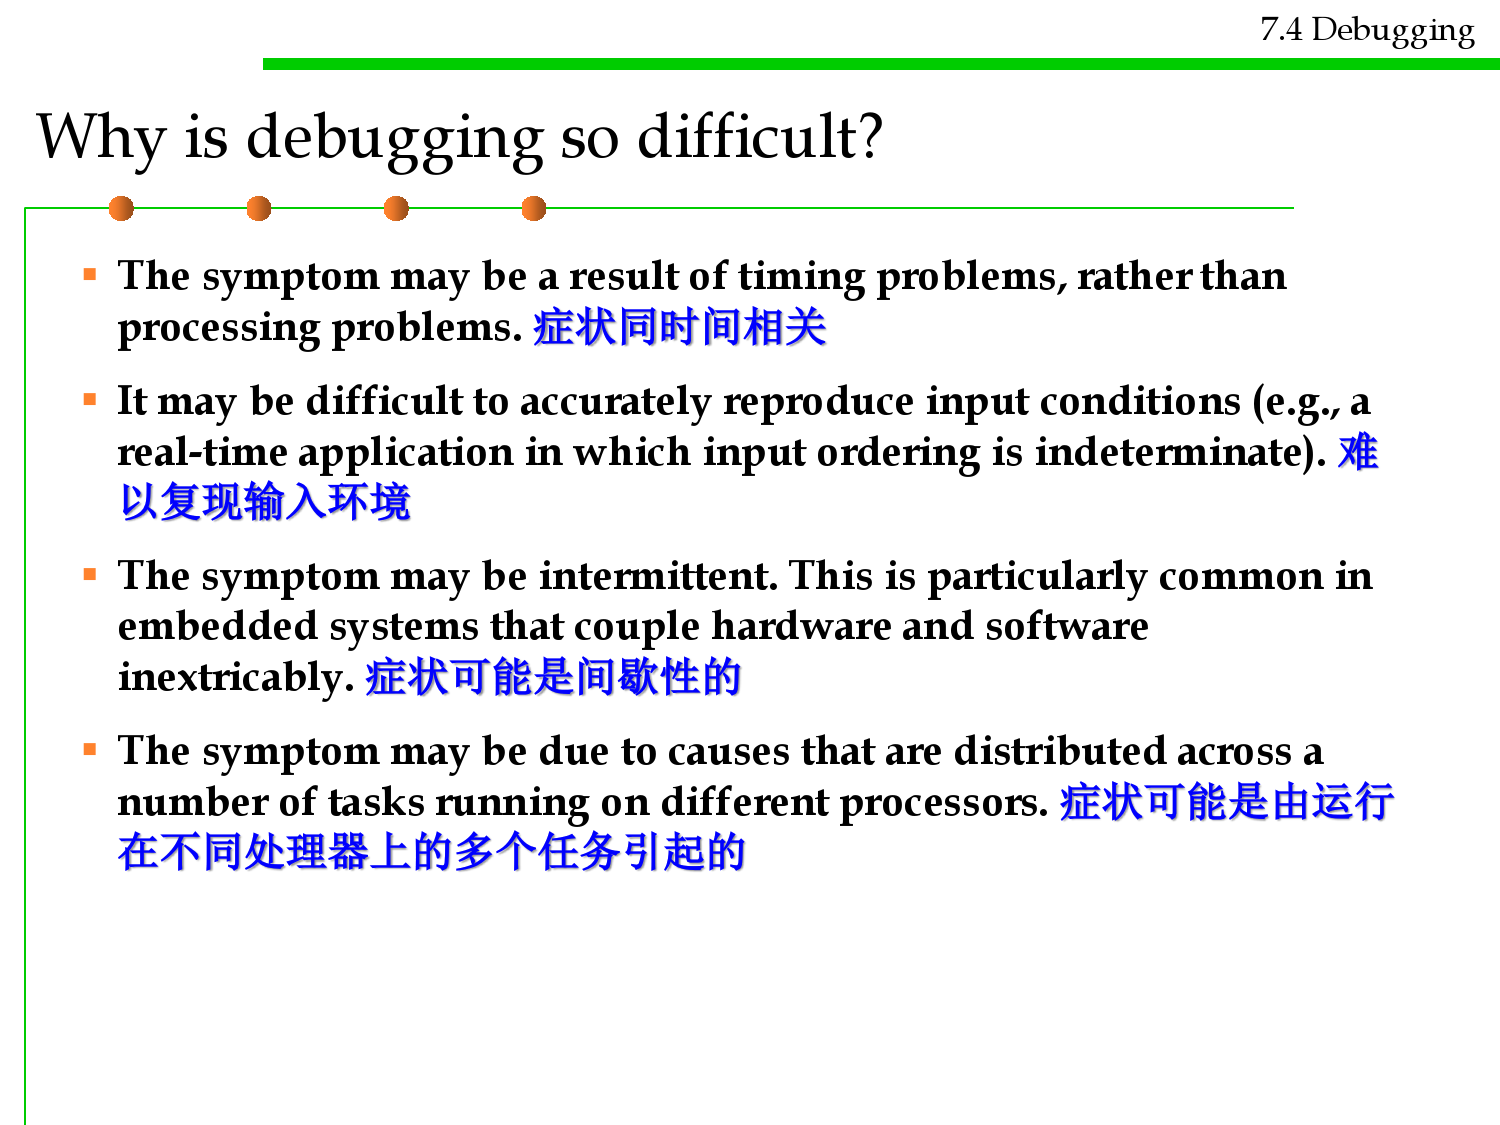 7.4 Debugging
Why is debugging so difficult?
▪ The symptom may be a result of timing problems, rather than
processing problems. 症状同时间相关
▪ It may be difficult to accurately reproduce input conditions (e.g., a
real-time application in which input ordering is indeterminate). 难
以复现输入环境
▪ The symptom may be intermittent. This is particularly common in
embedded systems that couple hardware and software
inextricably. 症状可能是间歇性的
▪ The symptom may be due to causes that are distributed across a
number of tasks running on different processors. 症状可能是由运行
在不同处理器上的多个任务引起的